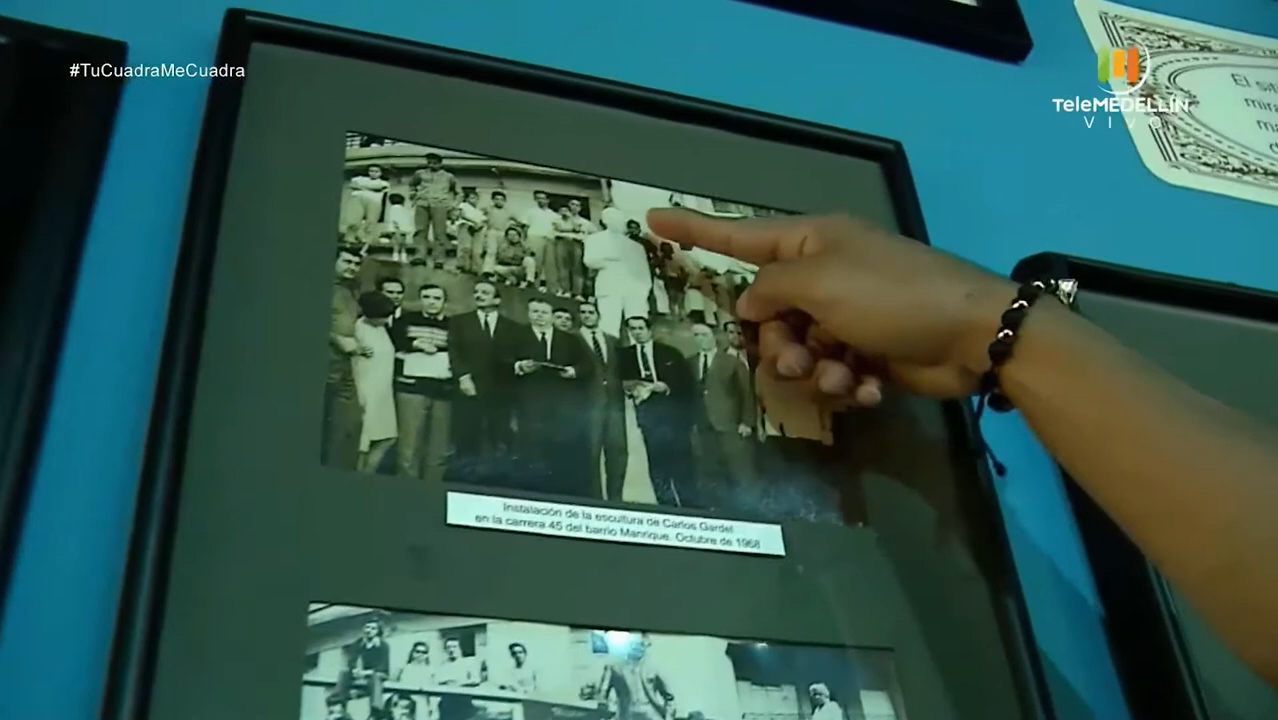 #TuCuadraMeCuadra
TeleMEDELLÍN
VIVO
El
Instalación de la escultura de Carlos Gardel
en la carrera 45 del barrio Manrique. Octubre de 1968